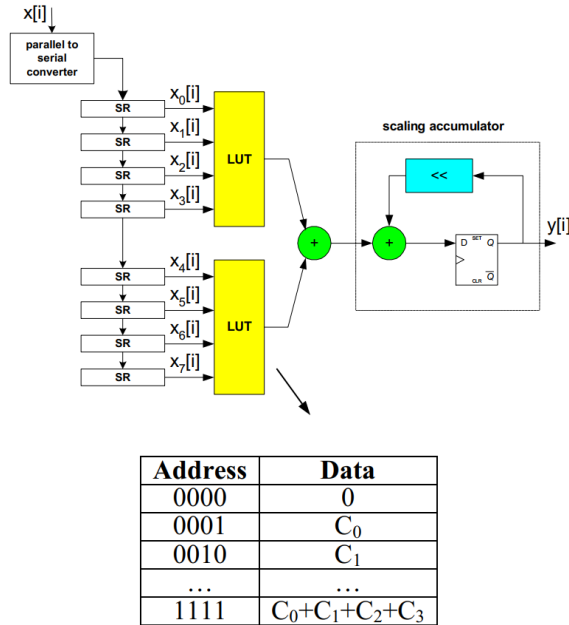 x[i]
parallel to
serial
converter
SR
x₀[i]
SR
x₁[i]
SR
x₂[i]
SR
x₃[i]
LUT
SR
x₄[i]
SR
x₅[i]
SR
x₆[i]
SR
x₇[i]
LUT
+
scaling accumulator
<<
+
D SET Q
CLR Q̅
y[i]
Address Data
0000 0
0001 C₀
0010 C₁
... ...
1111 C₀+C₁+C₂+C₃